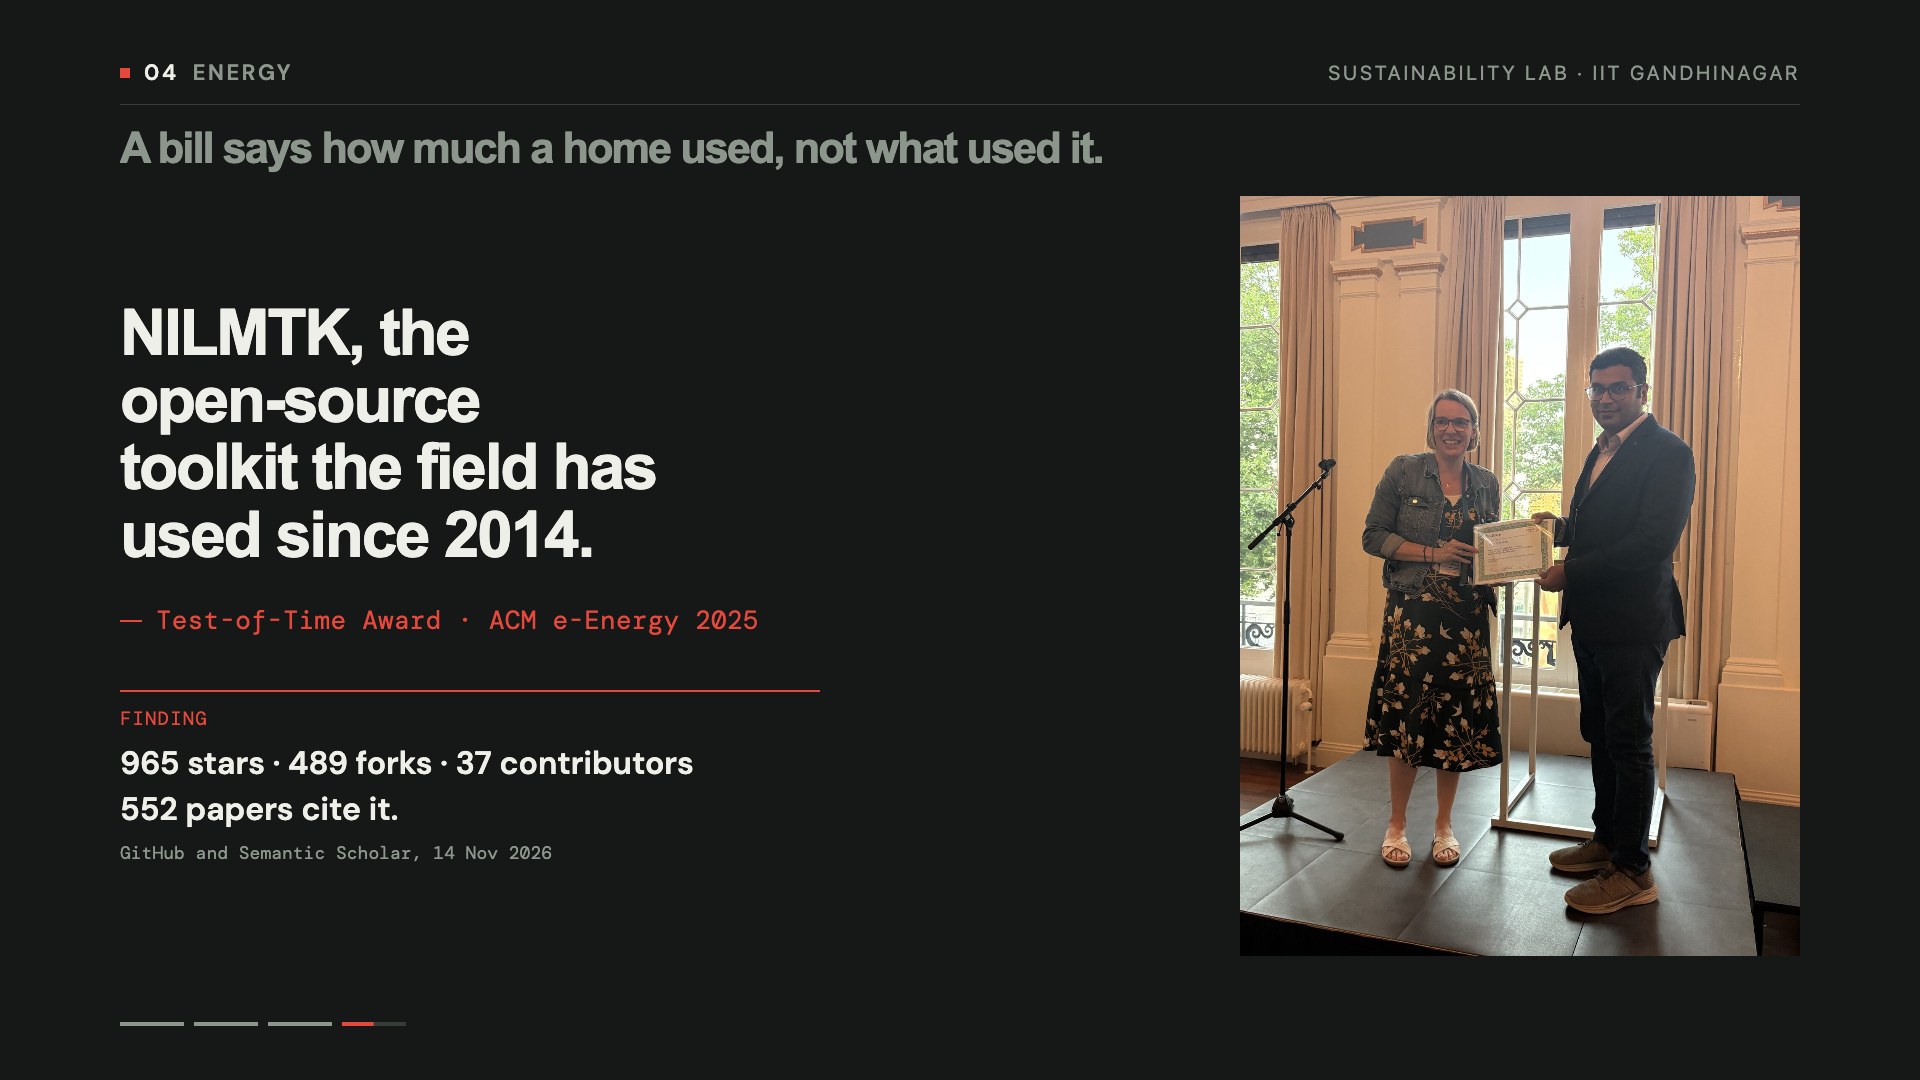 04 ENERGY
SUSTAINABILITY LAB · IIT GANDHINAGAR
A bill says how much a home used, not what used it.
NILMTK, the
open-source
toolkit the field has
used since 2014.
— Test-of-Time Award · ACM e-Energy 2025
FINDING
965 stars · 489 forks · 37 contributors
552 papers cite it.
GitHub and Semantic Scholar, 14 Nov 2026